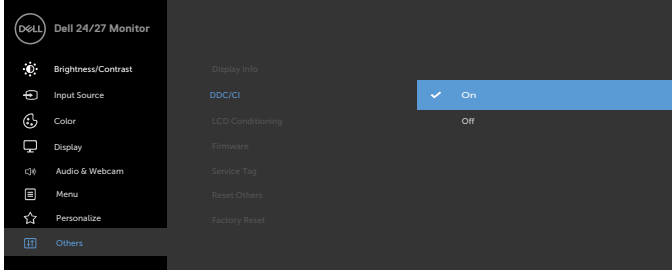 DELL Dell 24/27 Monitor
Brightness/Contrast
Input Source
Color
Display
Audio & Webcam
Menu
Personalize
Others
Display Info
DDC/CI
LCD Conditioning
Firmware
Service Tag
Reset Others
Factory Reset
On
Off